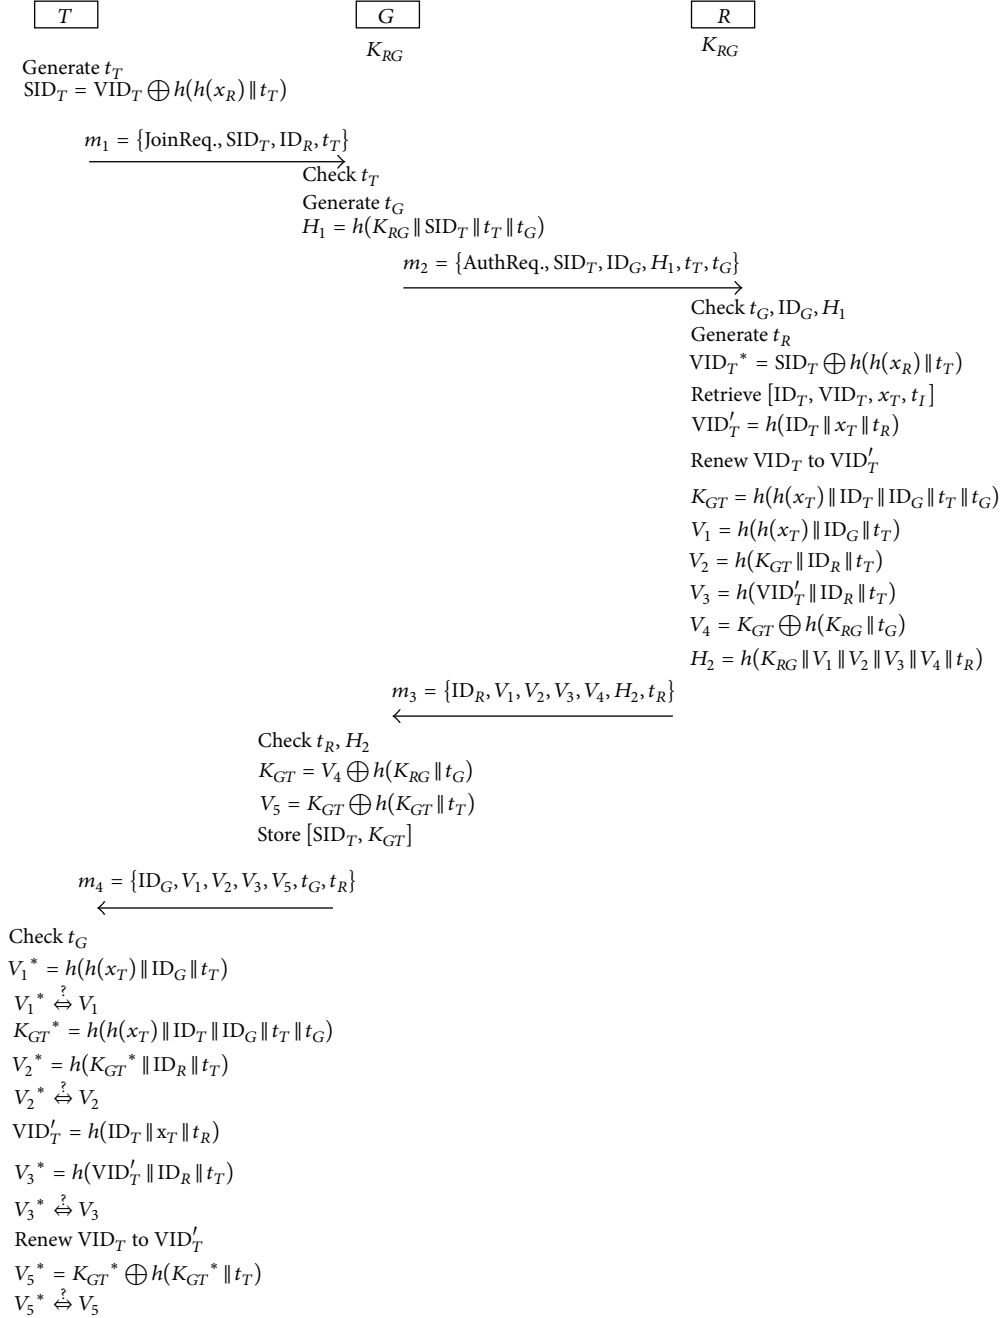 T G R
K_RG K_RG
Generate t_T
SID_T = VID_T ⊕ h(h(x_R) ∥ t_T)
m_1 = {JoinReq., SID_T, ID_R, t_T}
Check t_T
Generate t_G
H_1 = h(K_RG ∥ SID_T ∥ t_T ∥ t_G)
m_2 = {AuthReq., SID_T, ID_G, H_1, t_T, t_G}
Check t_G, ID_G, H_1
Generate t_R
VID_T* = SID_T ⊕ h(h(x_R) ∥ t_T)
Retrieve [ID_T, VID_T, x_T, t_I]
VID′_T = h(ID_T ∥ x_T ∥ t_R)
Renew VID_T to VID′_T
K_GT = h(h(x_T) ∥ ID_T ∥ ID_G ∥ t_T ∥ t_G)
V_1 = h(h(x_T) ∥ ID_G ∥ t_T)
V_2 = h(K_GT ∥ ID_R ∥ t_T)
V_3 = h(VID′_T ∥ ID_R ∥ t_T)
V_4 = K_GT ⊕ h(K_RG ∥ t_G)
H_2 = h(K_RG ∥ V_1 ∥ V_2 ∥ V_3 ∥ V_4 ∥ t_R)
m_3 = {ID_R, V_1, V_2, V_3, V_4, H_2, t_R}
Check t_R, H_2
K_GT = V_4 ⊕ h(K_RG ∥ t_G)
V_5 = K_GT ⊕ h(K_GT ∥ t_T)
Store [SID_T, K_GT]
m_4 = {ID_G, V_1, V_2, V_3, V_5, t_G, t_R}
Check t_G
V_1* = h(h(x_T) ∥ ID_G ∥ t_T)
V_1* ⇔? V_1
K_GT* = h(h(x_T) ∥ ID_T ∥ ID_G ∥ t_T ∥ t_G)
V_2* = h(K_GT* ∥ ID_R ∥ t_T)
V_2* ⇔? V_2
VID′_T = h(ID_T ∥ x_T ∥ t_R)
V_3* = h(VID′_T ∥ ID_R ∥ t_T)
V_3* ⇔? V_3
Renew VID_T to VID′_T
V_5* = K_GT* ⊕ h(K_GT* ∥ t_T)
V_5* ⇔? V_5